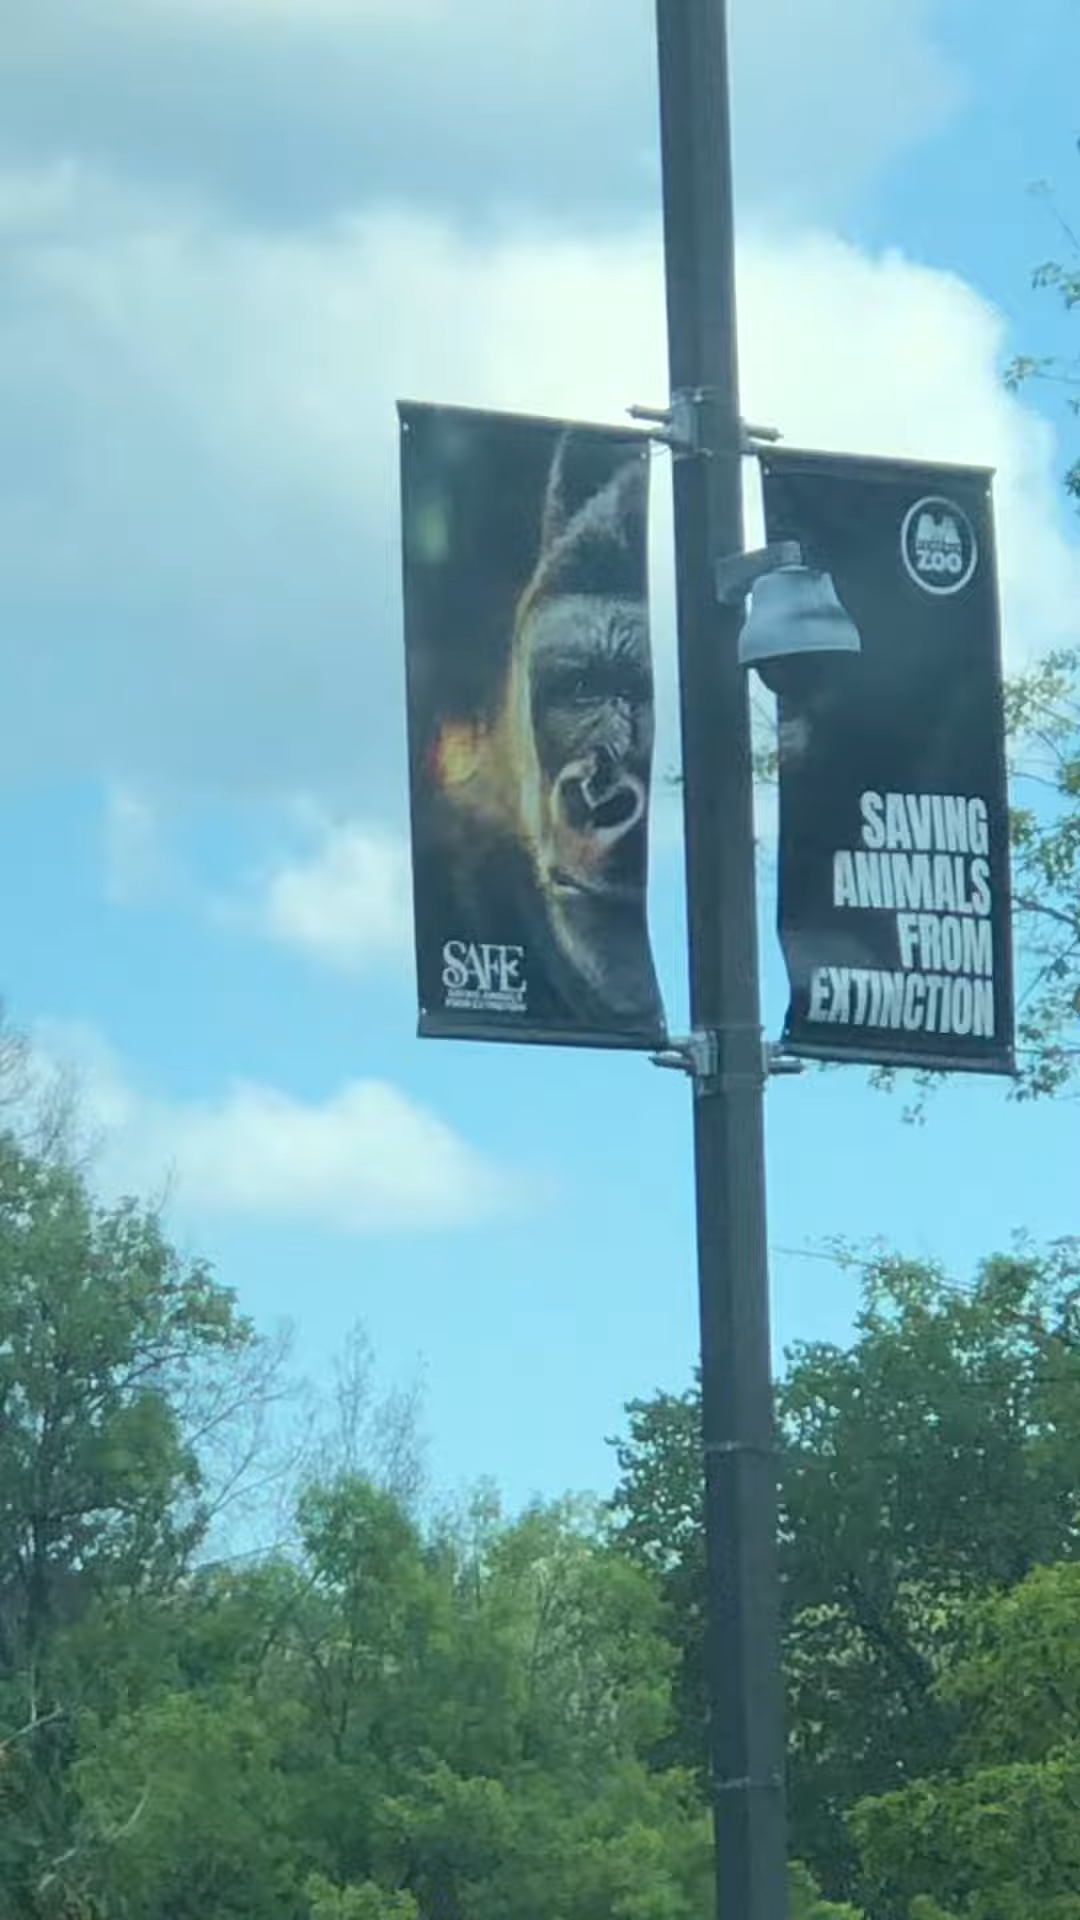 SAFE
SAVING ANIMALS
FROM EXTINCTION
ZOO
SAVING
ANIMALS
FROM
EXTINCTION